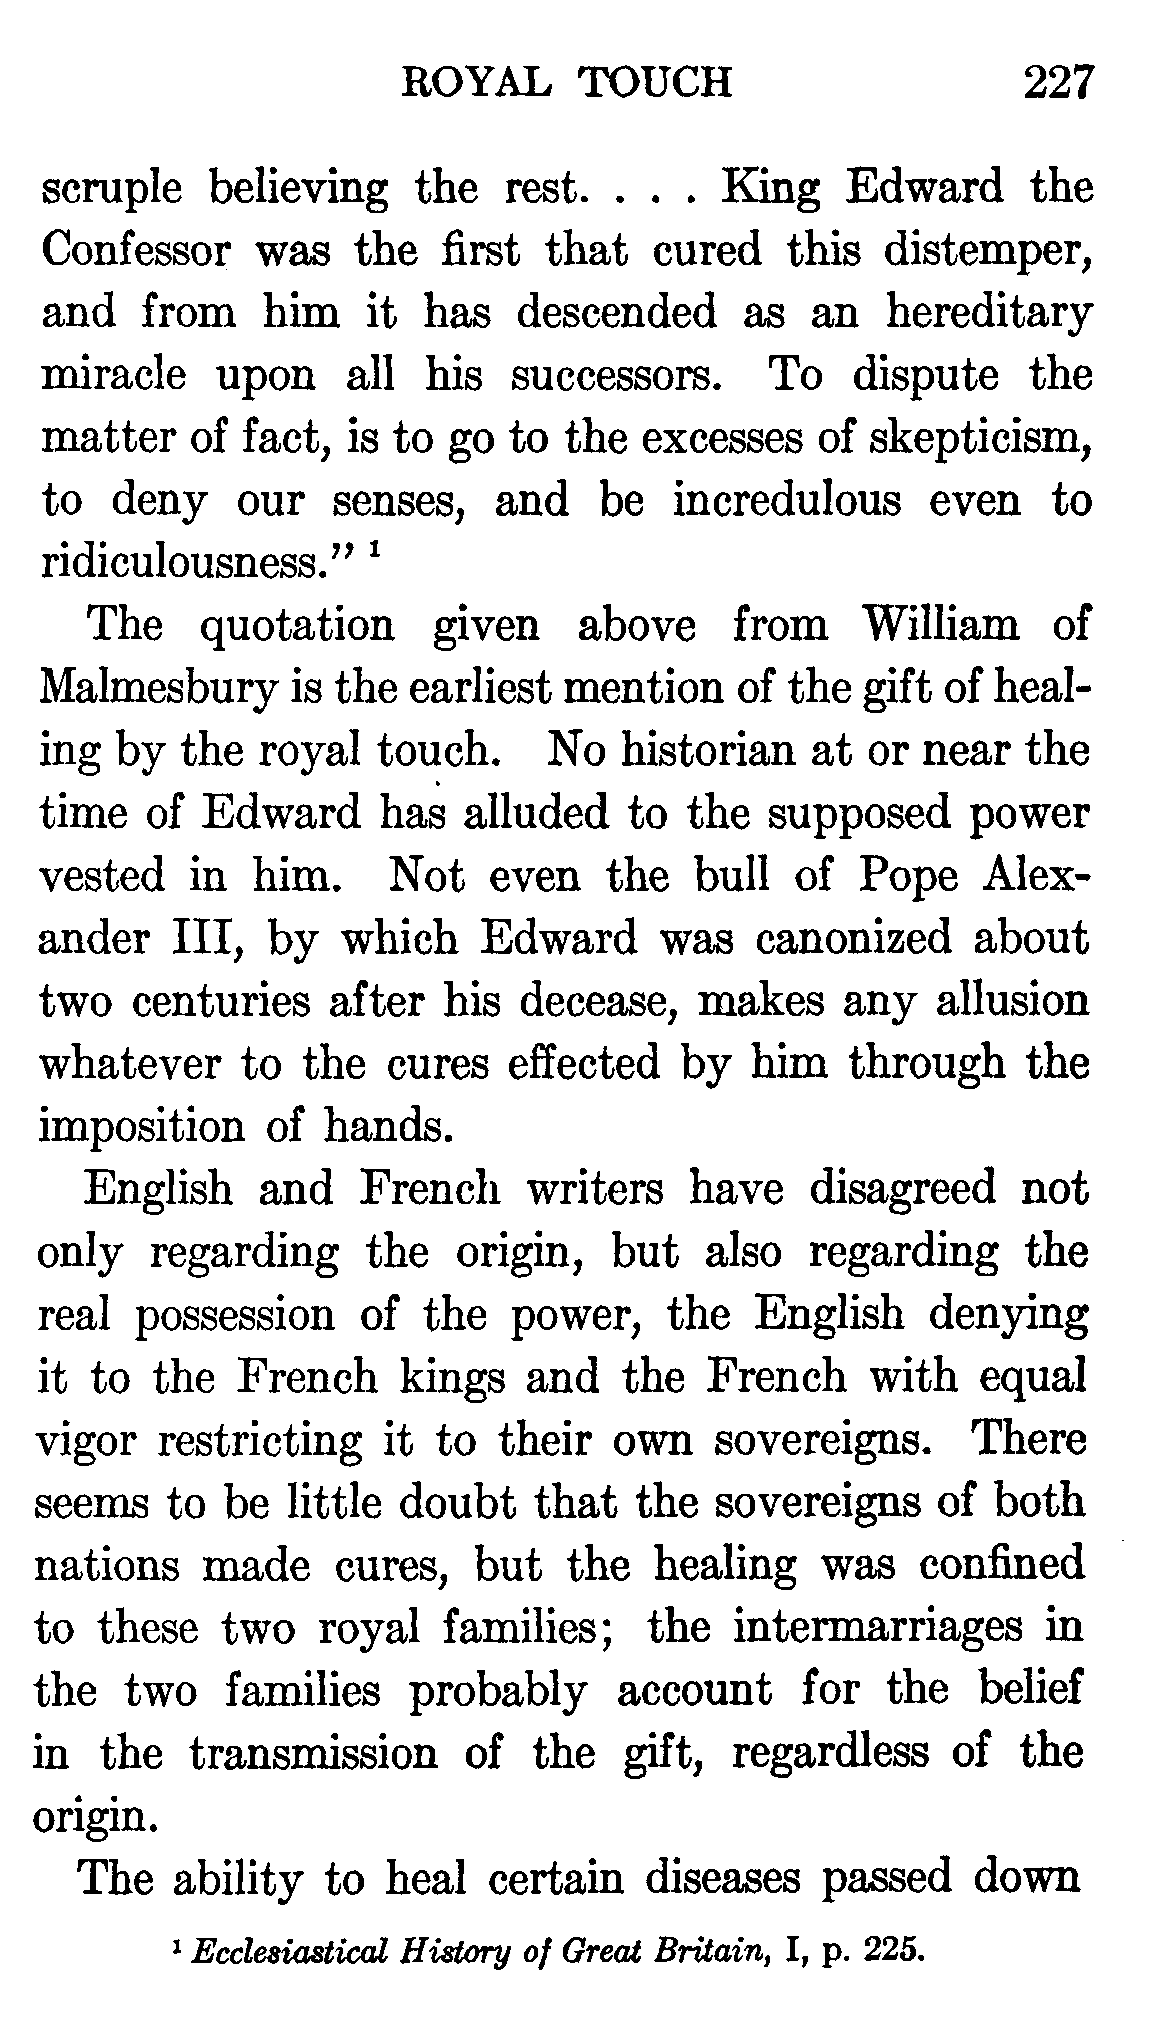 ROYAL TOUCH 227
scruple believing the rest. . . . King Edward the
Confessor was the first that cured this distemper,
and from him it has descended as an hereditary
miracle upon all his successors. To dispute the
matter of fact, is to go to the excesses of skepticism,
to deny our senses, and be incredulous even to
ridiculousness.” ¹
The quotation given above from William of
Malmesbury is the earliest mention of the gift of heal-
ing by the royal touch. No historian at or near the
time of Edward has alluded to the supposed power
vested in him. Not even the bull of Pope Alex-
ander III, by which Edward was canonized about
two centuries after his decease, makes any allusion
whatever to the cures effected by him through the
imposition of hands.
English and French writers have disagreed not
only regarding the origin, but also regarding the
real possession of the power, the English denying
it to the French kings and the French with equal
vigor restricting it to their own sovereigns. There
seems to be little doubt that the sovereigns of both
nations made cures, but the healing was confined
to these two royal families; the intermarriages in
the two families probably account for the belief
in the transmission of the gift, regardless of the
origin.
The ability to heal certain diseases passed down
¹ Ecclesiastical History of Great Britain, I, p. 225.